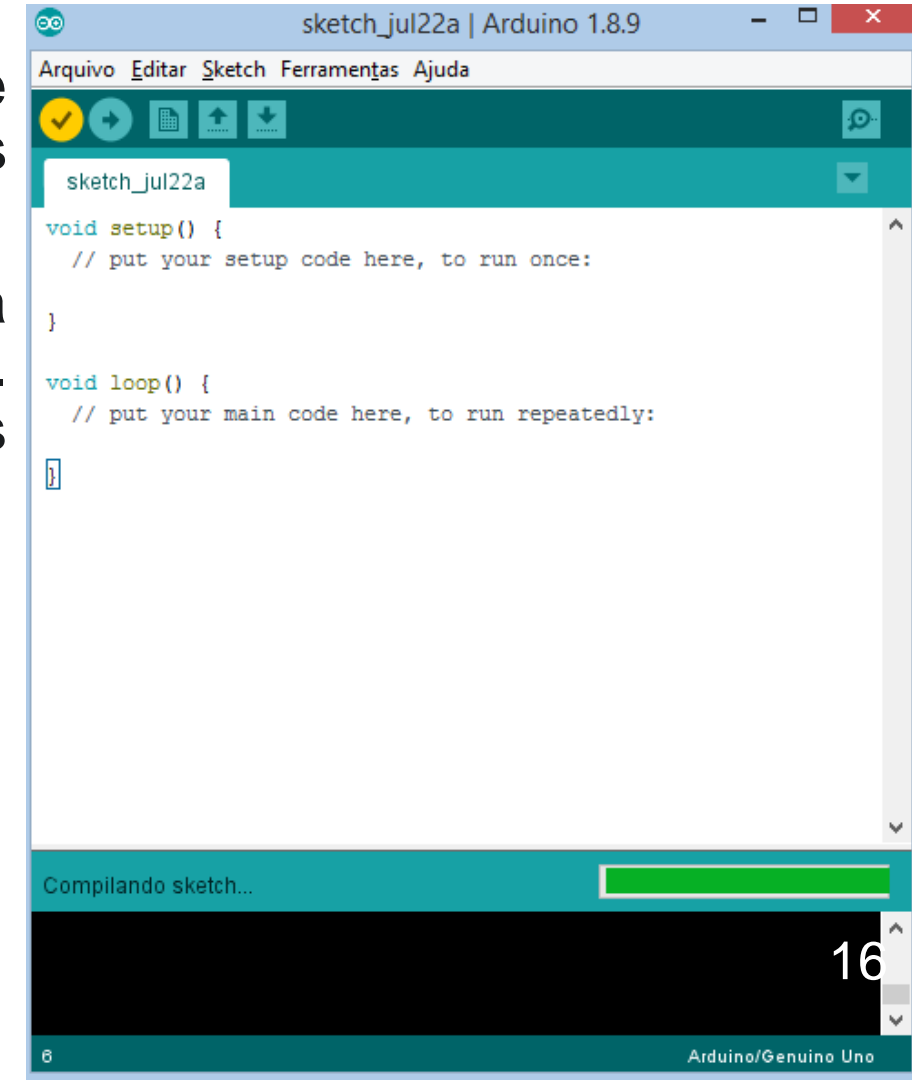 sketch_jul22a | Arduino 1.8.9
Arquivo Editar Sketch Ferramentas Ajuda
sketch_jul22a
void setup() {
  // put your setup code here, to run once:
}
void loop() {
  // put your main code here, to run repeatedly:
}
Compilando sketch...
16
6 Arduino/Genuino Uno